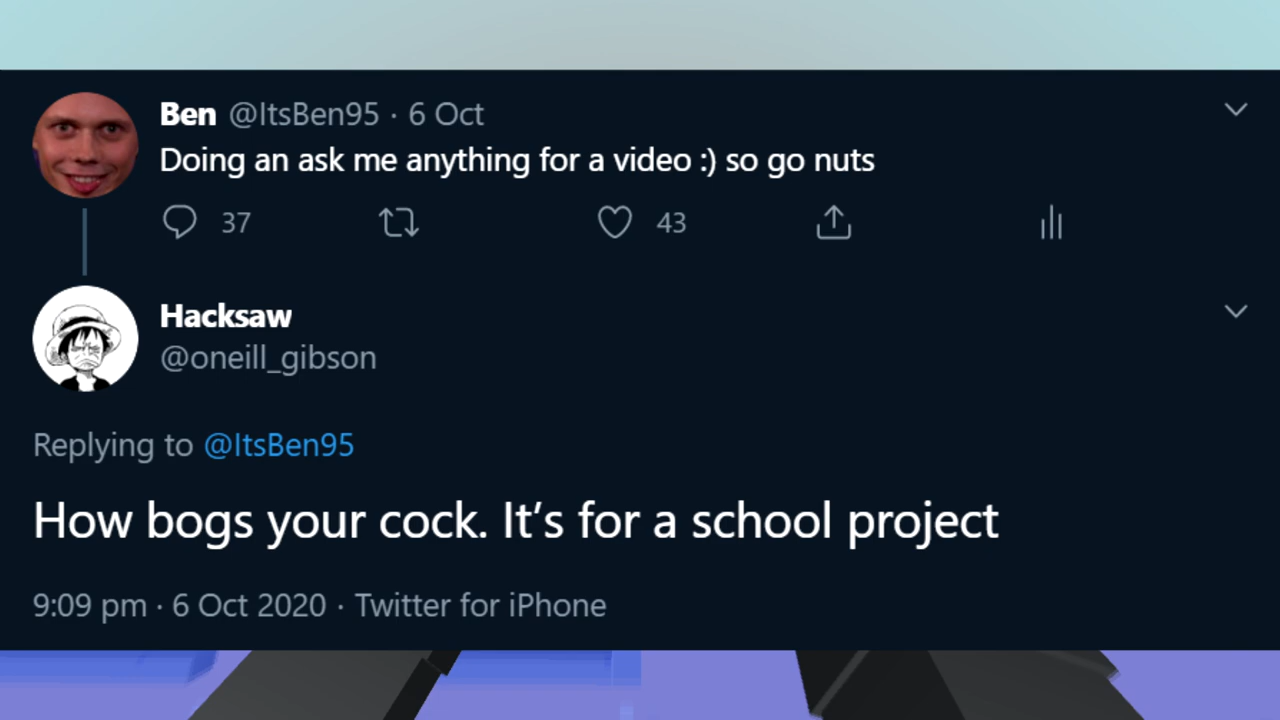 Ben @ItsBen95 · 6 Oct
Doing an ask me anything for a video :) so go nuts
37 43
Hacksaw
@oneill_gibson
Replying to @ItsBen95
How bogs your cock. It’s for a school project
9:09 pm · 6 Oct 2020 · Twitter for iPhone